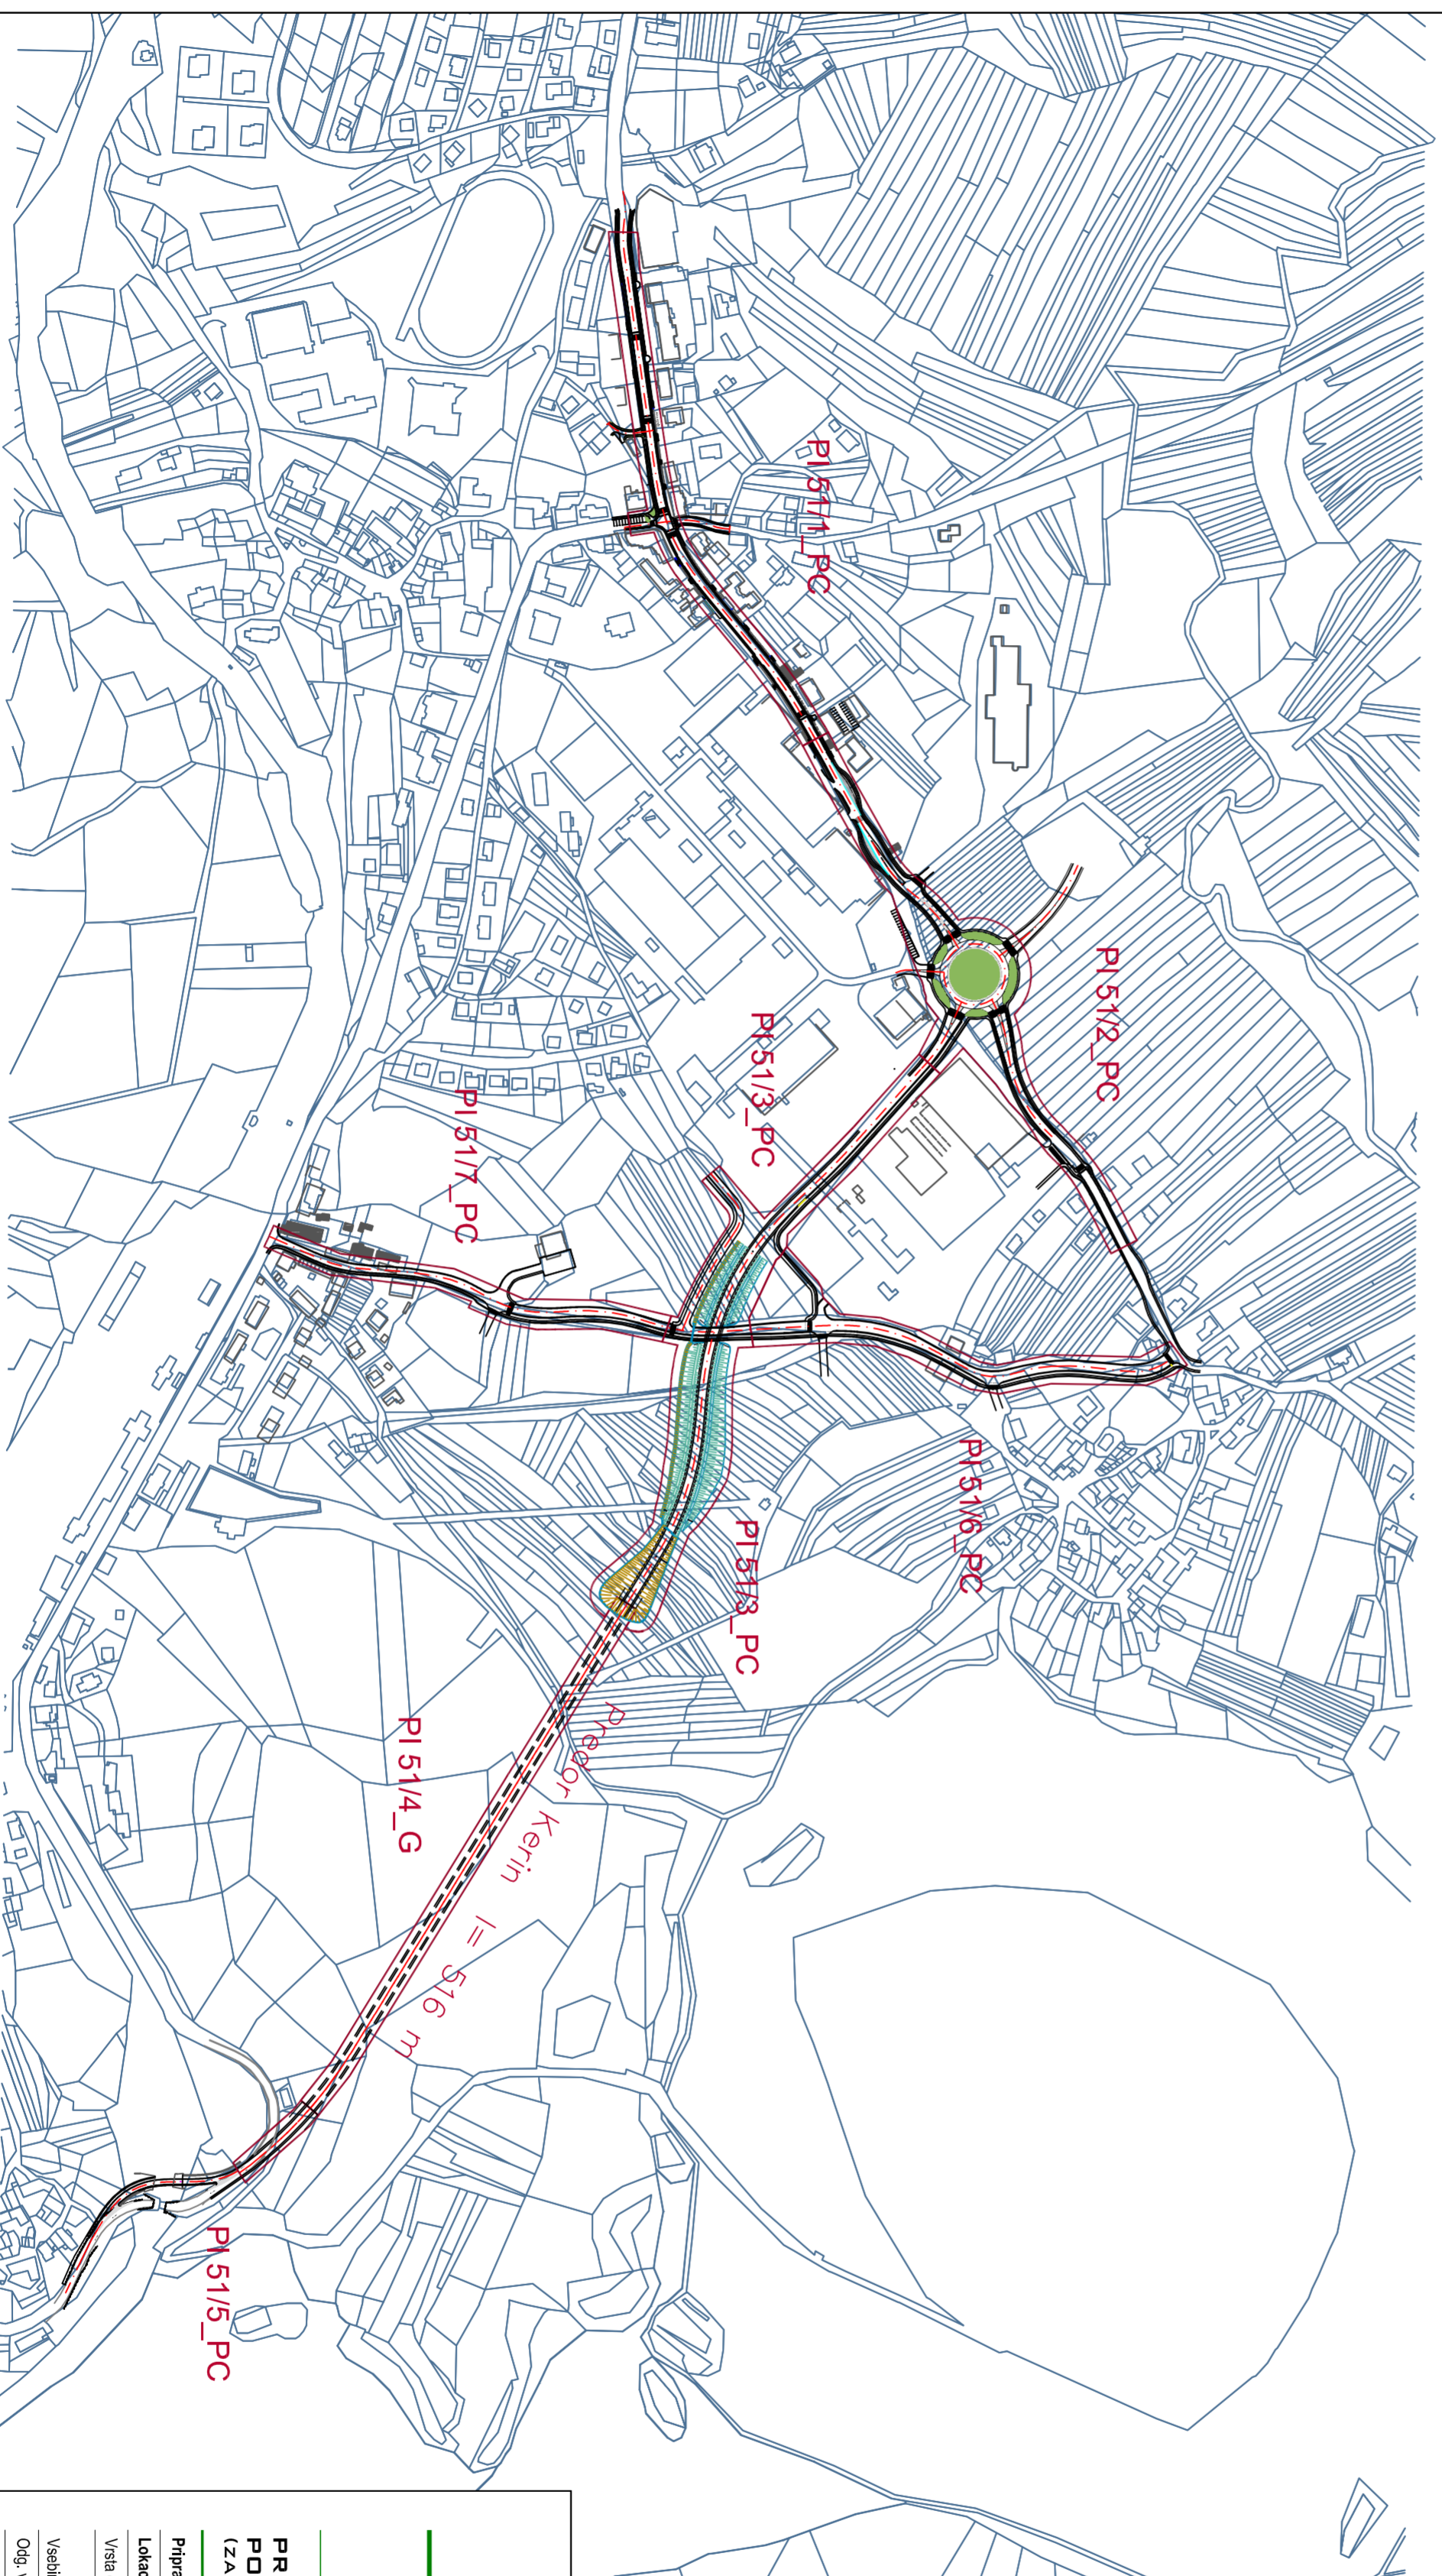 PI 51/1_PC
PI 51/2_PC
PI 51/3_PC
PI 51/7_PC
PI 51/6_PC
PI 51/3_PC
Predor Kerin l= 516 m
PI 51/4_G
PI 51/5_PC
PR
PO
(ZA
Pripra
Lokac
Vrsta
Vsebi
Odg.